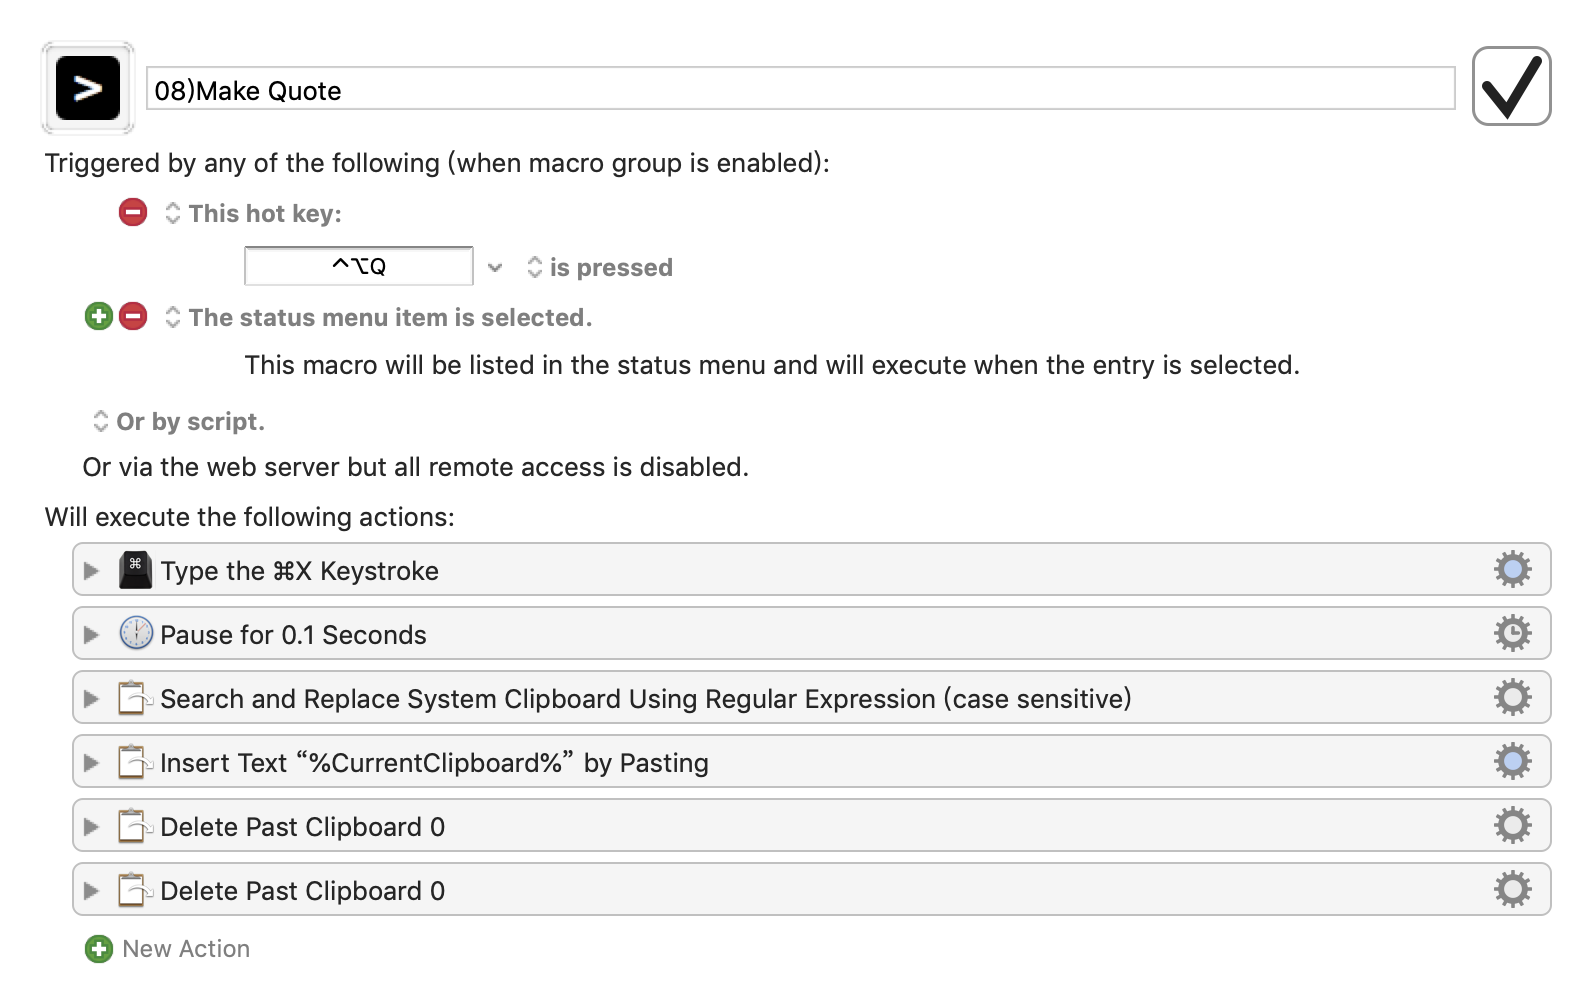 >
08)Make Quote
Triggered by any of the following (when macro group is enabled):
This hot key:
^⌥Q
is pressed
The status menu item is selected.
This macro will be listed in the status menu and will execute when the entry is selected.
Or by script.
Or via the web server but all remote access is disabled.
Will execute the following actions:
⌘
Type the ⌘X Keystroke
Pause for 0.1 Seconds
Search and Replace System Clipboard Using Regular Expression (case sensitive)
Insert Text “%CurrentClipboard%” by Pasting
Delete Past Clipboard 0
Delete Past Clipboard 0
New Action